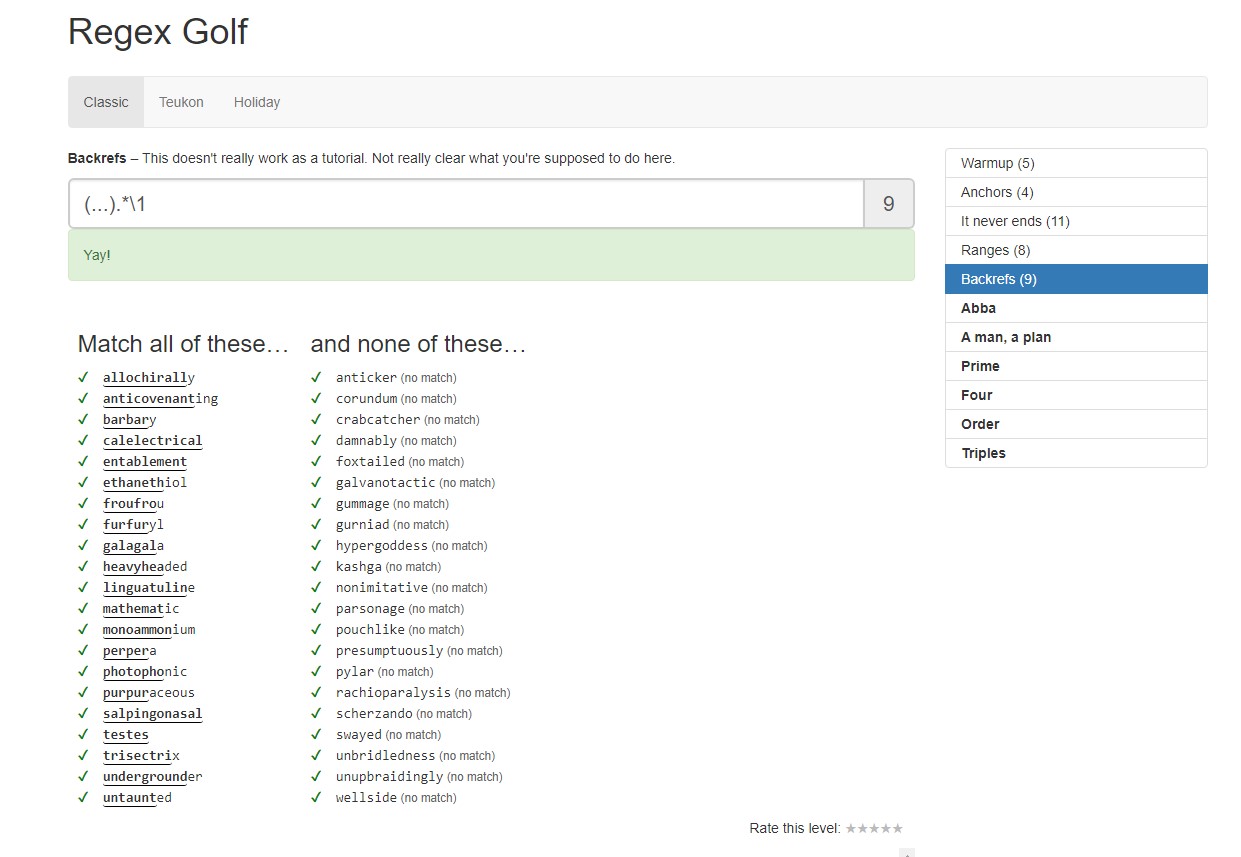 Regex Golf
Classic Teukon Holiday
Backrefs – This doesn't really work as a tutorial. Not really clear what you're supposed to do here.
(...).*\1 9
Yay!
Match all of these… and none of these…
✓ allochirally ✓ anticker (no match)
✓ anticovenanting ✓ corundum (no match)
✓ barbary ✓ crabcatcher (no match)
✓ calelectrical ✓ damnably (no match)
✓ entablement ✓ foxtailed (no match)
✓ ethanethiol ✓ galvanotactic (no match)
✓ froufrou ✓ gummage (no match)
✓ furfuryl ✓ gurniad (no match)
✓ galagala ✓ hypergoddess (no match)
✓ heavyheaded ✓ kashga (no match)
✓ linguatuline ✓ nonimitative (no match)
✓ mathematic ✓ parsonage (no match)
✓ monoammonium ✓ pouchlike (no match)
✓ perpera ✓ presumptuously (no match)
✓ photophonic ✓ pylar (no match)
✓ purpuraceous ✓ rachioparalysis (no match)
✓ salpingonasal ✓ scherzando (no match)
✓ testes ✓ swayed (no match)
✓ trisectrix ✓ unbridledness (no match)
✓ undergrounder ✓ unupbraidingly (no match)
✓ untaunted ✓ wellside (no match)
Rate this level: ★★★★★
Warmup (5)
Anchors (4)
It never ends (11)
Ranges (8)
Backrefs (9)
Abba
A man, a plan
Prime
Four
Order
Triples